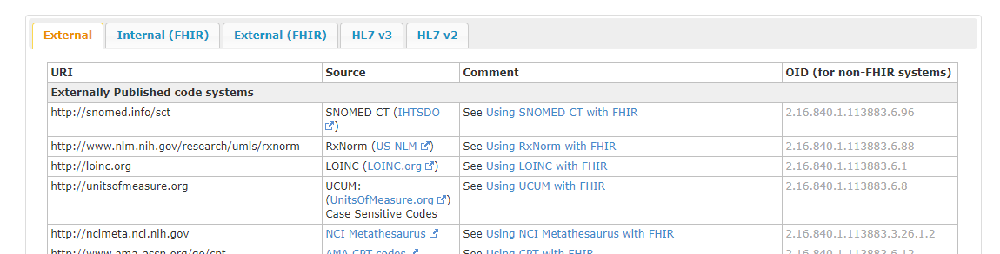 External Internal (FHIR) External (FHIR) HL7 v3 HL7 v2
URI Source Comment OID (for non-FHIR systems)
Externally Published code systems
http://snomed.info/sct SNOMED CT (IHTSDO See Using SNOMED CT with FHIR 2.16.840.1.113883.6.96
)
http://www.nlm.nih.gov/research/umls/rxnorm RxNorm (US NLM ) See Using RxNorm with FHIR 2.16.840.1.113883.6.88
http://loinc.org LOINC (LOINC.org ) See Using LOINC with FHIR 2.16.840.1.113883.6.1
http://unitsofmeasure.org UCUM: See Using UCUM with FHIR 2.16.840.1.113883.6.8
(UnitsOfMeasure.org )
Case Sensitive Codes
http://ncimeta.nci.nih.gov NCI Metathesaurus See Using NCI Metathesaurus with FHIR 2.16.840.1.113883.3.26.1.2
http://www.ama-assn.org/go/cpt AMA CPT codes See Using CPT with FHIR 2.16.840.1.113883.6.12